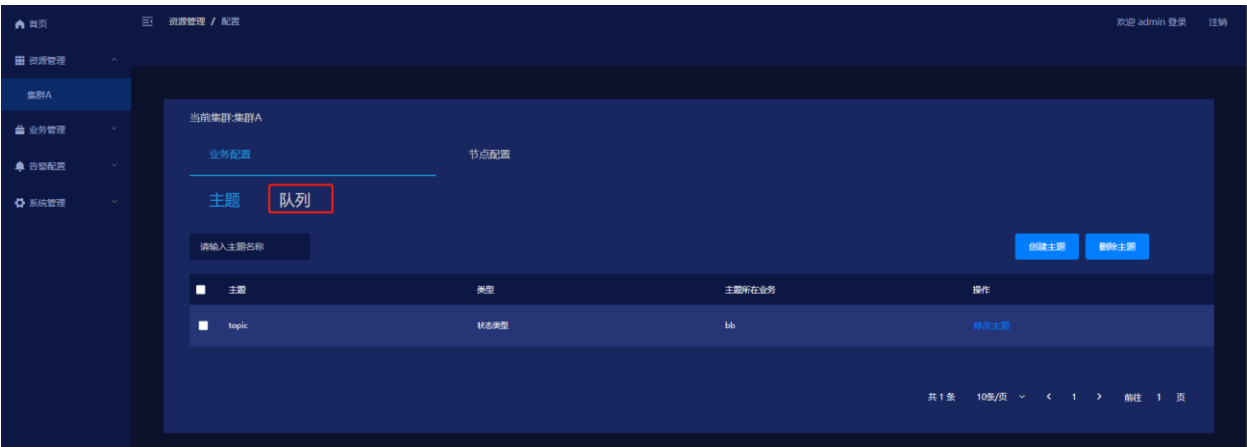 首页
资源管理 / 配置
欢迎 admin 登录 注销
资源管理
集群A
业务管理
告警配置
系统管理
当前集群:集群A
业务配置 节点配置
主题 队列
请输入主题名称 创建主题 删除主题
主题 类型 主题所在业务 操作
topic 状态类型 bb 修改主题
共 1 条 10条/页 1 前往 1 页